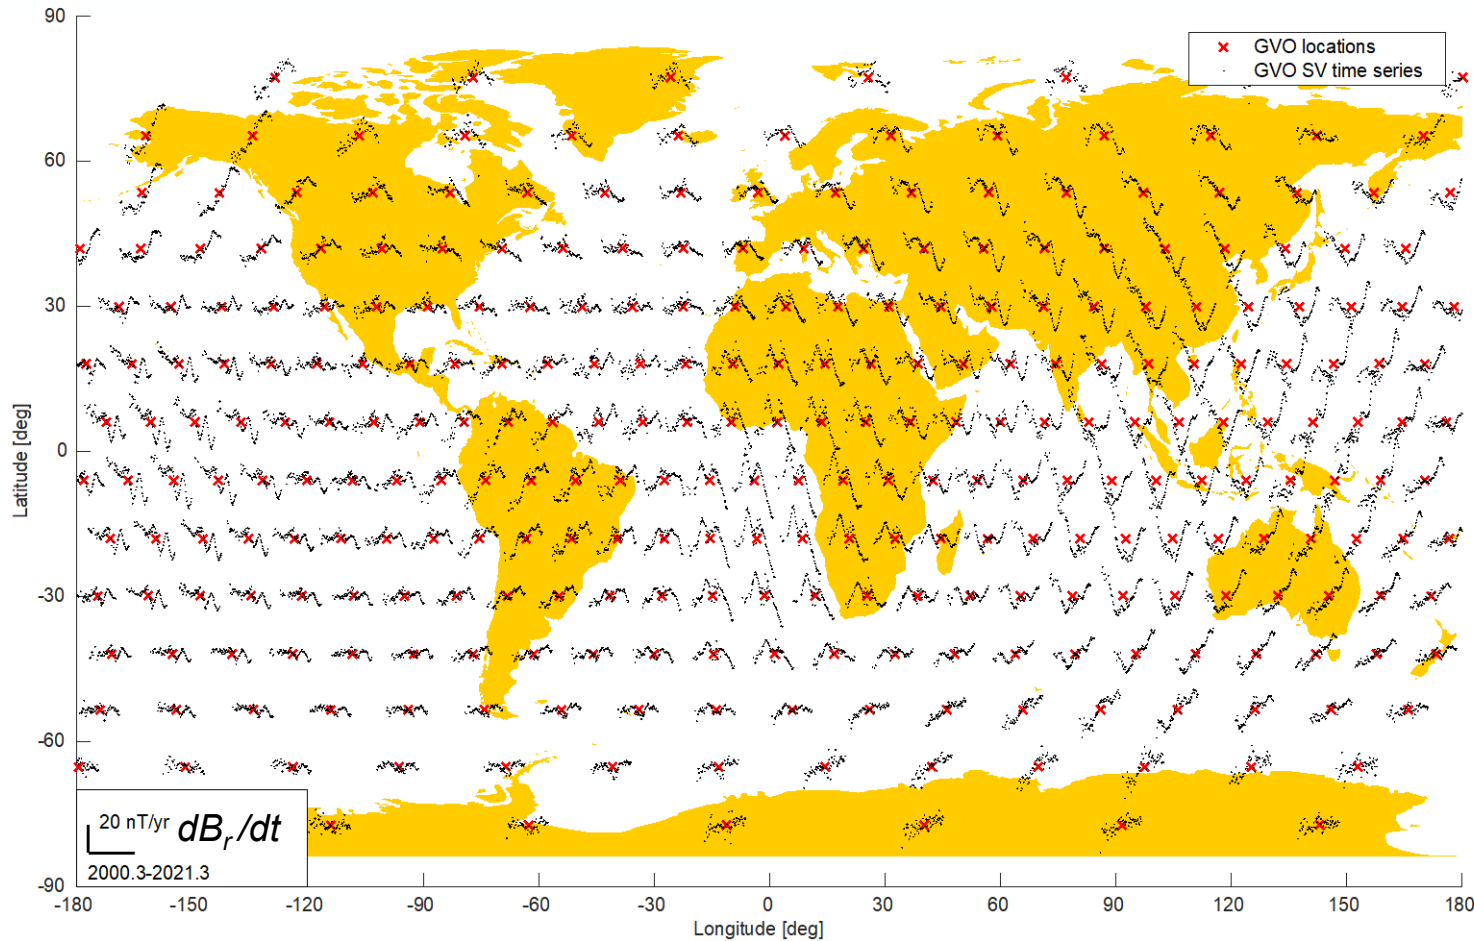 90
GVO locations
GVO SV time series
60
30
Latitude [deg]
0
-30
-60
20 nT/yr dB_r/dt
2000.3-2021.3
-90
-180 -150 -120 -90 -60 -30 0 30 60 90 120 150 180
Longitude [deg]